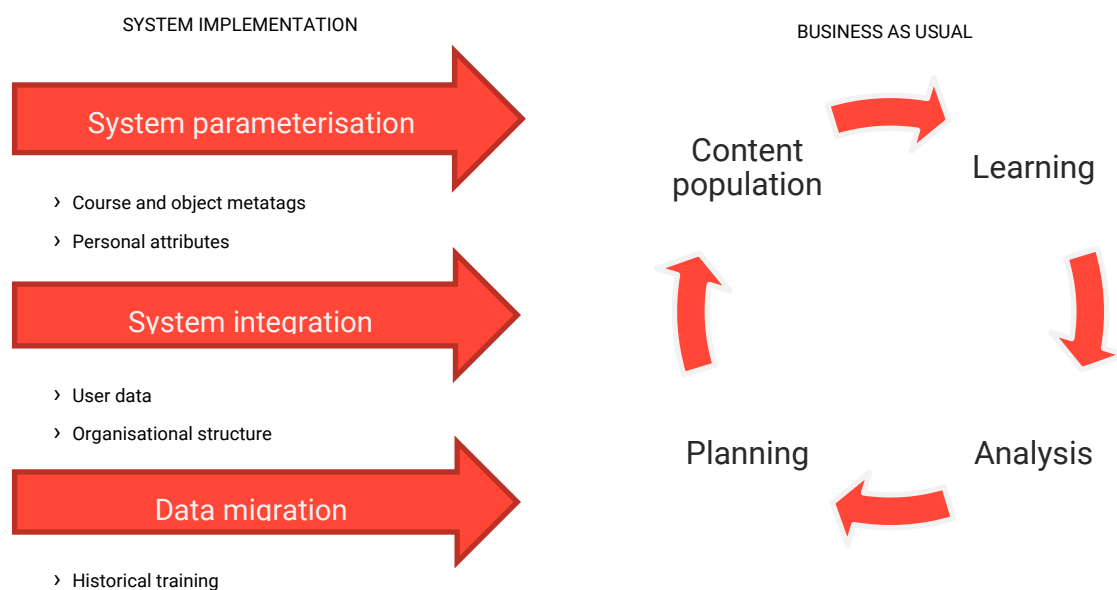 SYSTEM IMPLEMENTATION
System parameterisation
› Course and object metatags
› Personal attributes
System integration
› User data
› Organisational structure
Data migration
› Historical training
BUSINESS AS USUAL
Content
population
Learning
Analysis
Planning